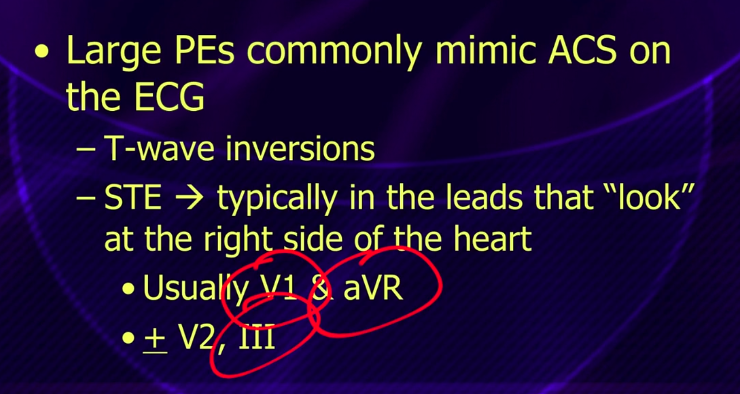 • Large PEs commonly mimic ACS on
the ECG
– T-wave inversions
– STE → typically in the leads that “look”
at the right side of the heart
• Usually V1 & aVR
• ± V2, III